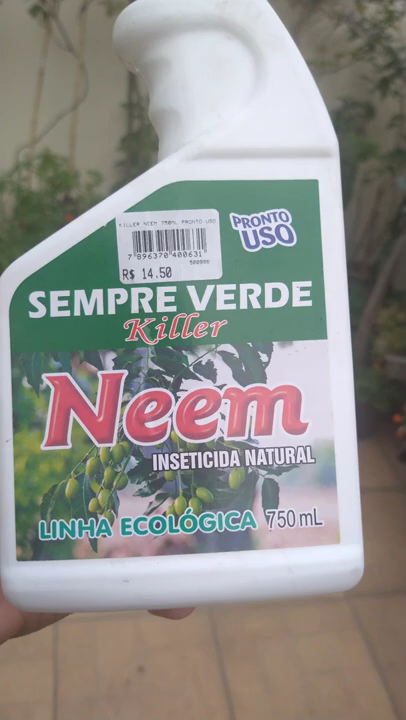 KILLER NEEM 750ML PRONTO USO
7 896370 400631
R$ 14.50
PRONTO
USO
SEMPRE VERDE
Killer
Neem
INSETICIDA NATURAL
LINHA ECOLÓGICA 750 mL